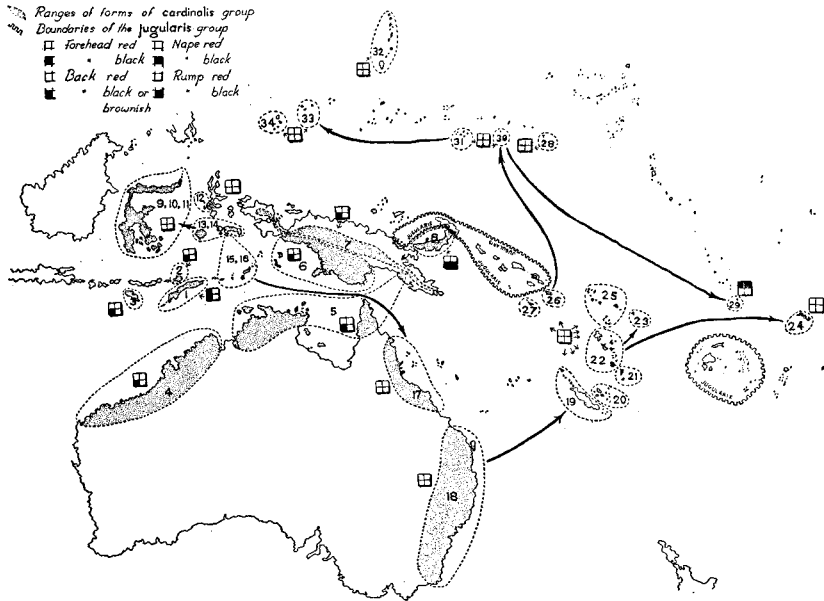 Ranges of forms of cardinalis group
Boundaries of the jugularis group
Forehead red Nape red
" black " black
Back red Rump red
" black or " black
brownish
32
34 33
31 30 28
9, 10, 11 12
13, 14 8
7
2 15, 16 6
3 1
5
26
27
25
23
29
24
22
21
19 20
17
4
18
JUGULARIS